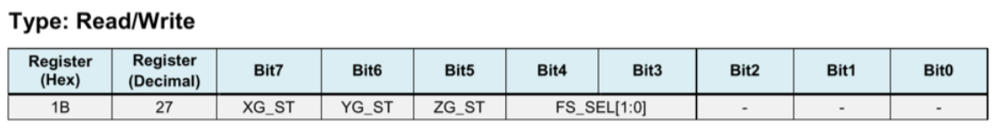 Type: Read/Write
Register (Hex) Register (Decimal) Bit7 Bit6 Bit5 Bit4 Bit3 Bit2 Bit1 Bit0
1B 27 XG_ST YG_ST ZG_ST FS_SEL[1:0] - - -